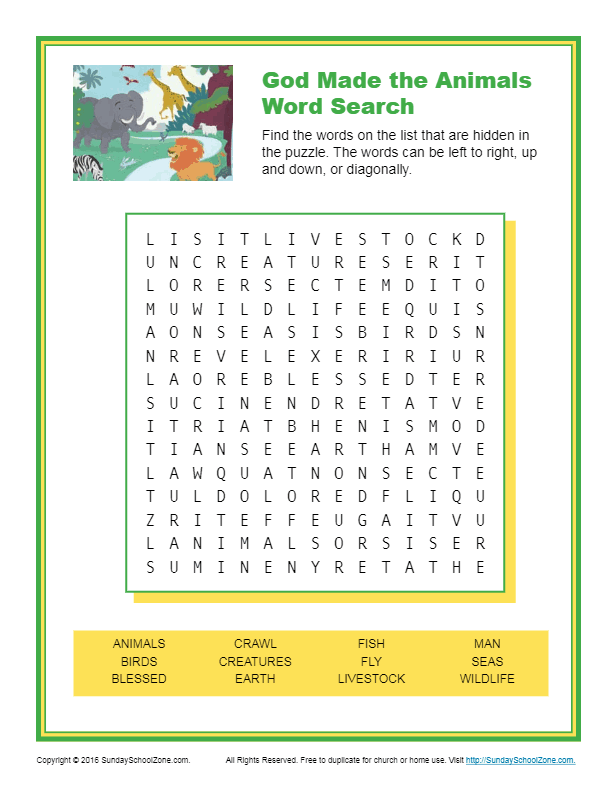 God Made the Animals
Word Search
Find the words on the list that are hidden in
the puzzle. The words can be left to right, up
and down, or diagonally.
L I S I T L I V E S T O C K D
U N C R E A T U R E S E R I T
L O R E R S E C T E M D I T O
M U W I L D L I F E E Q U I S
A O N S E A S I S B I R D S N
N R E V E L E X E R I R I U R
L A O R E B L E S S E D T E R
S U C I N E N D R E T A T V E
I T R I A T B H E N I S M O D
T I A N S E E A R T H A M V E
L A W Q U A T N O N S E C T E
T U L D O L O R E D F L I Q U
Z R I T E F F E U G A I T V U
L A N I M A L S O R S I S E R
S U M I N E N Y R E T A T H E
ANIMALS CRAWL FISH MAN
BIRDS CREATURES FLY SEAS
BLESSED EARTH LIVESTOCK WILDLIFE
Copyright © 2016 SundaySchoolZone.com. All Rights Reserved. Free to duplicate for church or home use. Visit http://SundaySchoolZone.com.